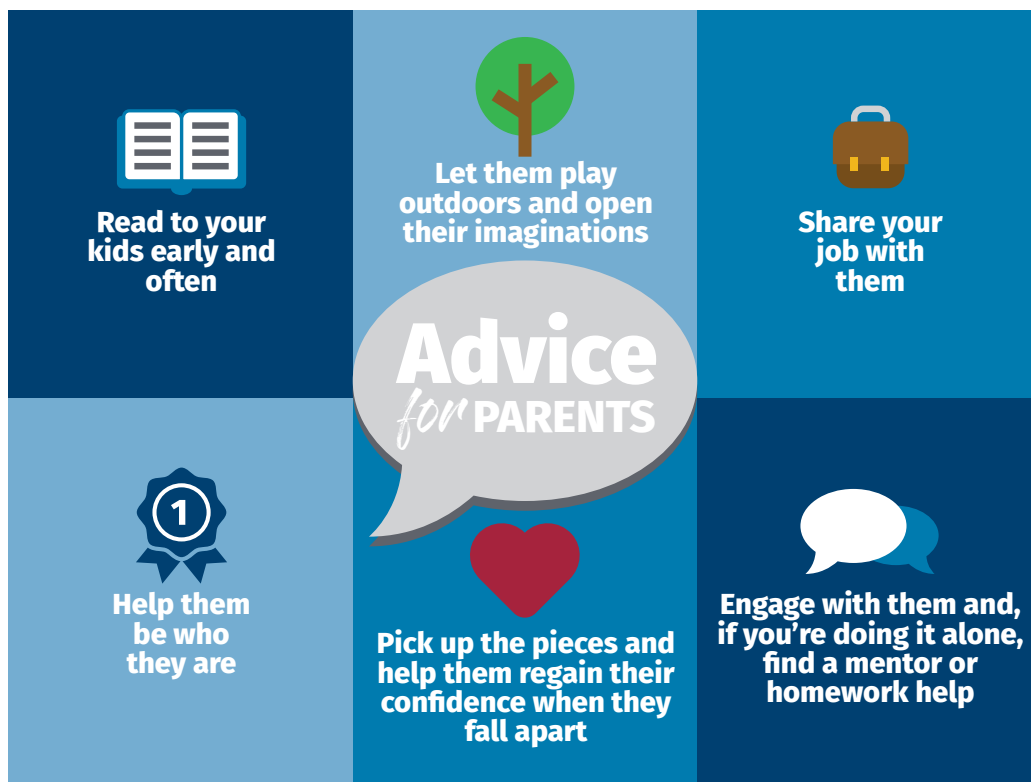 Read to your
kids early and
often
Let them play
outdoors and open
their imaginations
Share your
job with
them
Advice
for PARENTS
1
Help them
be who
they are
Pick up the pieces and
help them regain their
confidence when they
fall apart
Engage with them and,
if you’re doing it alone,
find a mentor or
homework help